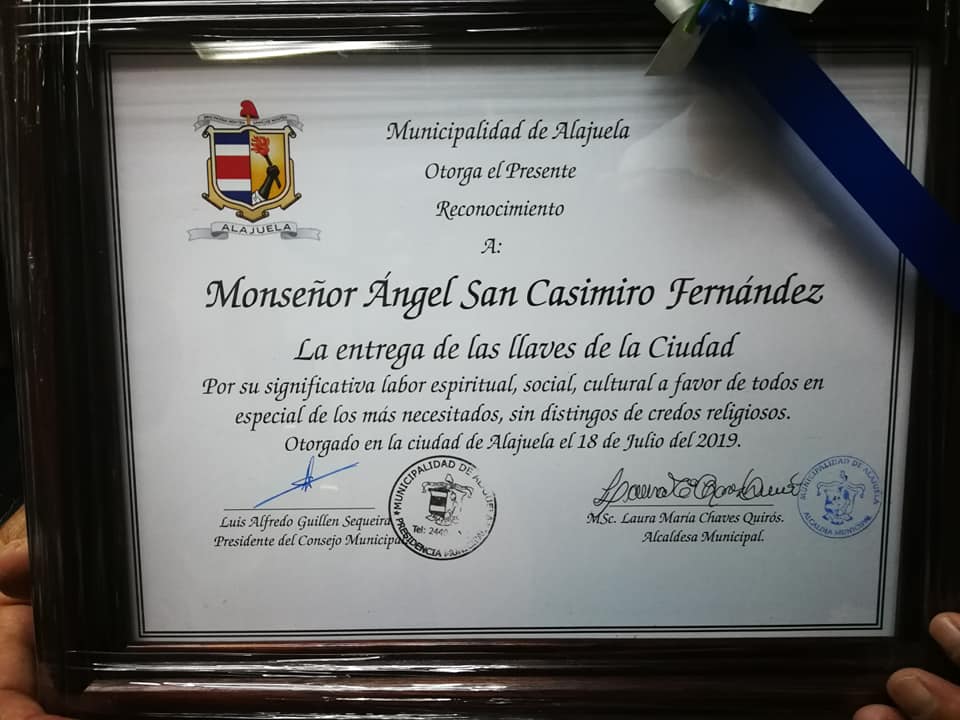 Municipalidad de Alajuela
Otorga el Presente
Reconocimiento
A:
ALAJUELA
Monseñor Ángel San Casimiro Fernández
La entrega de las llaves de la Ciudad
Por su significativa labor espiritual, social, cultural a favor de todos en
especial de los más necesitados, sin distingos de credos religiosos.
Otorgado en la ciudad de Alajuela el 18 de Julio del 2019.
Luis Alfredo Guillen Sequeira
Presidente del Consejo Municipa
MUNICIPALIDAD DE
PRESIDENCIA
Tel:
MSc. Laura María Chaves Quirós.
Alcaldesa Municipal.
MUNICIPALIDAD DE ALAJUELA
ALCALDIA MUNICIPAL